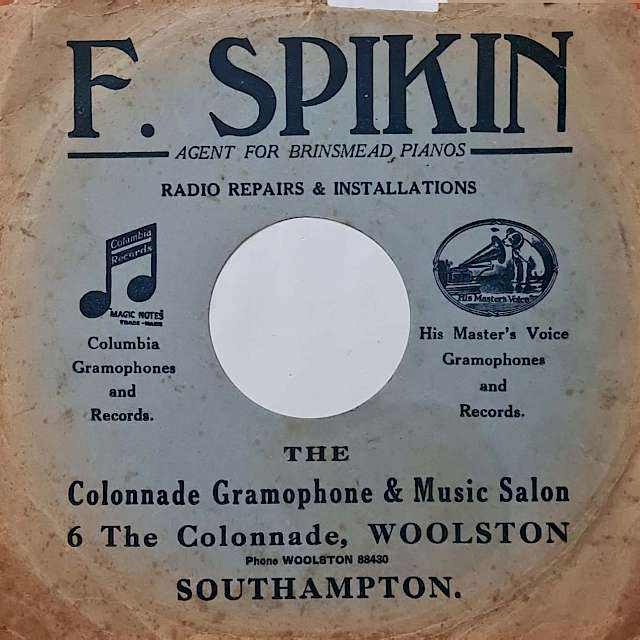 F. SPIKIN
AGENT FOR BRINSMEAD PIANOS
RADIO REPAIRS & INSTALLATIONS
Columbia
Records
MAGIC NOTES
TRADE-MARK
Columbia
Gramophones
and
Records.
His Master's Voice
His Master's Voice
Gramophones
and
Records.
THE
Colonnade Gramophone & Music Salon
6 The Colonnade, WOOLSTON
Phone WOOLSTON 88430
SOUTHAMPTON.